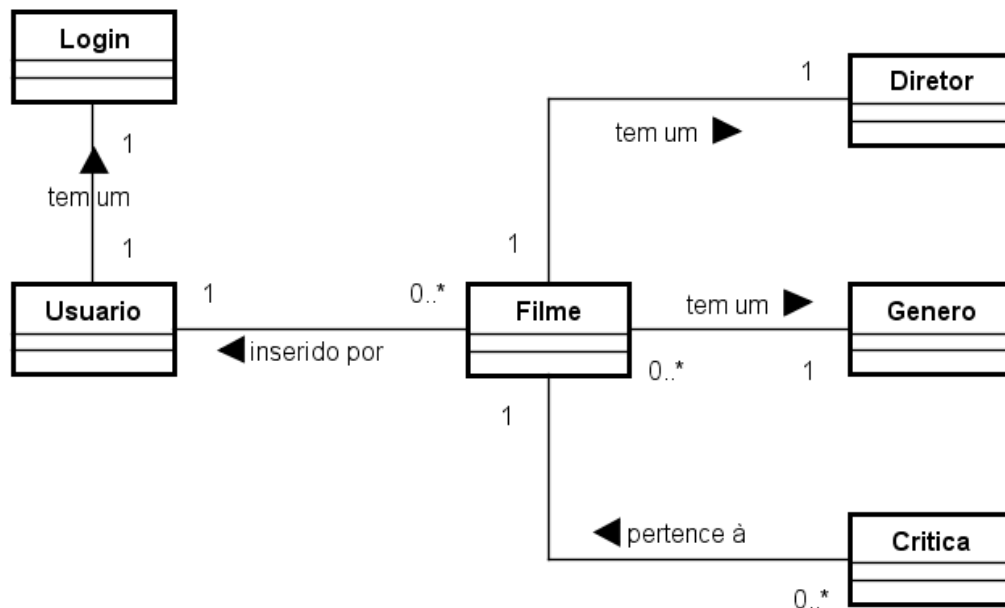 Login
1
tem um
1
Usuario
1
0..*
inserido por
Filme
1
tem um
1
Diretor
tem um
0..*
1
Genero
1
pertence à
0..*
Critica